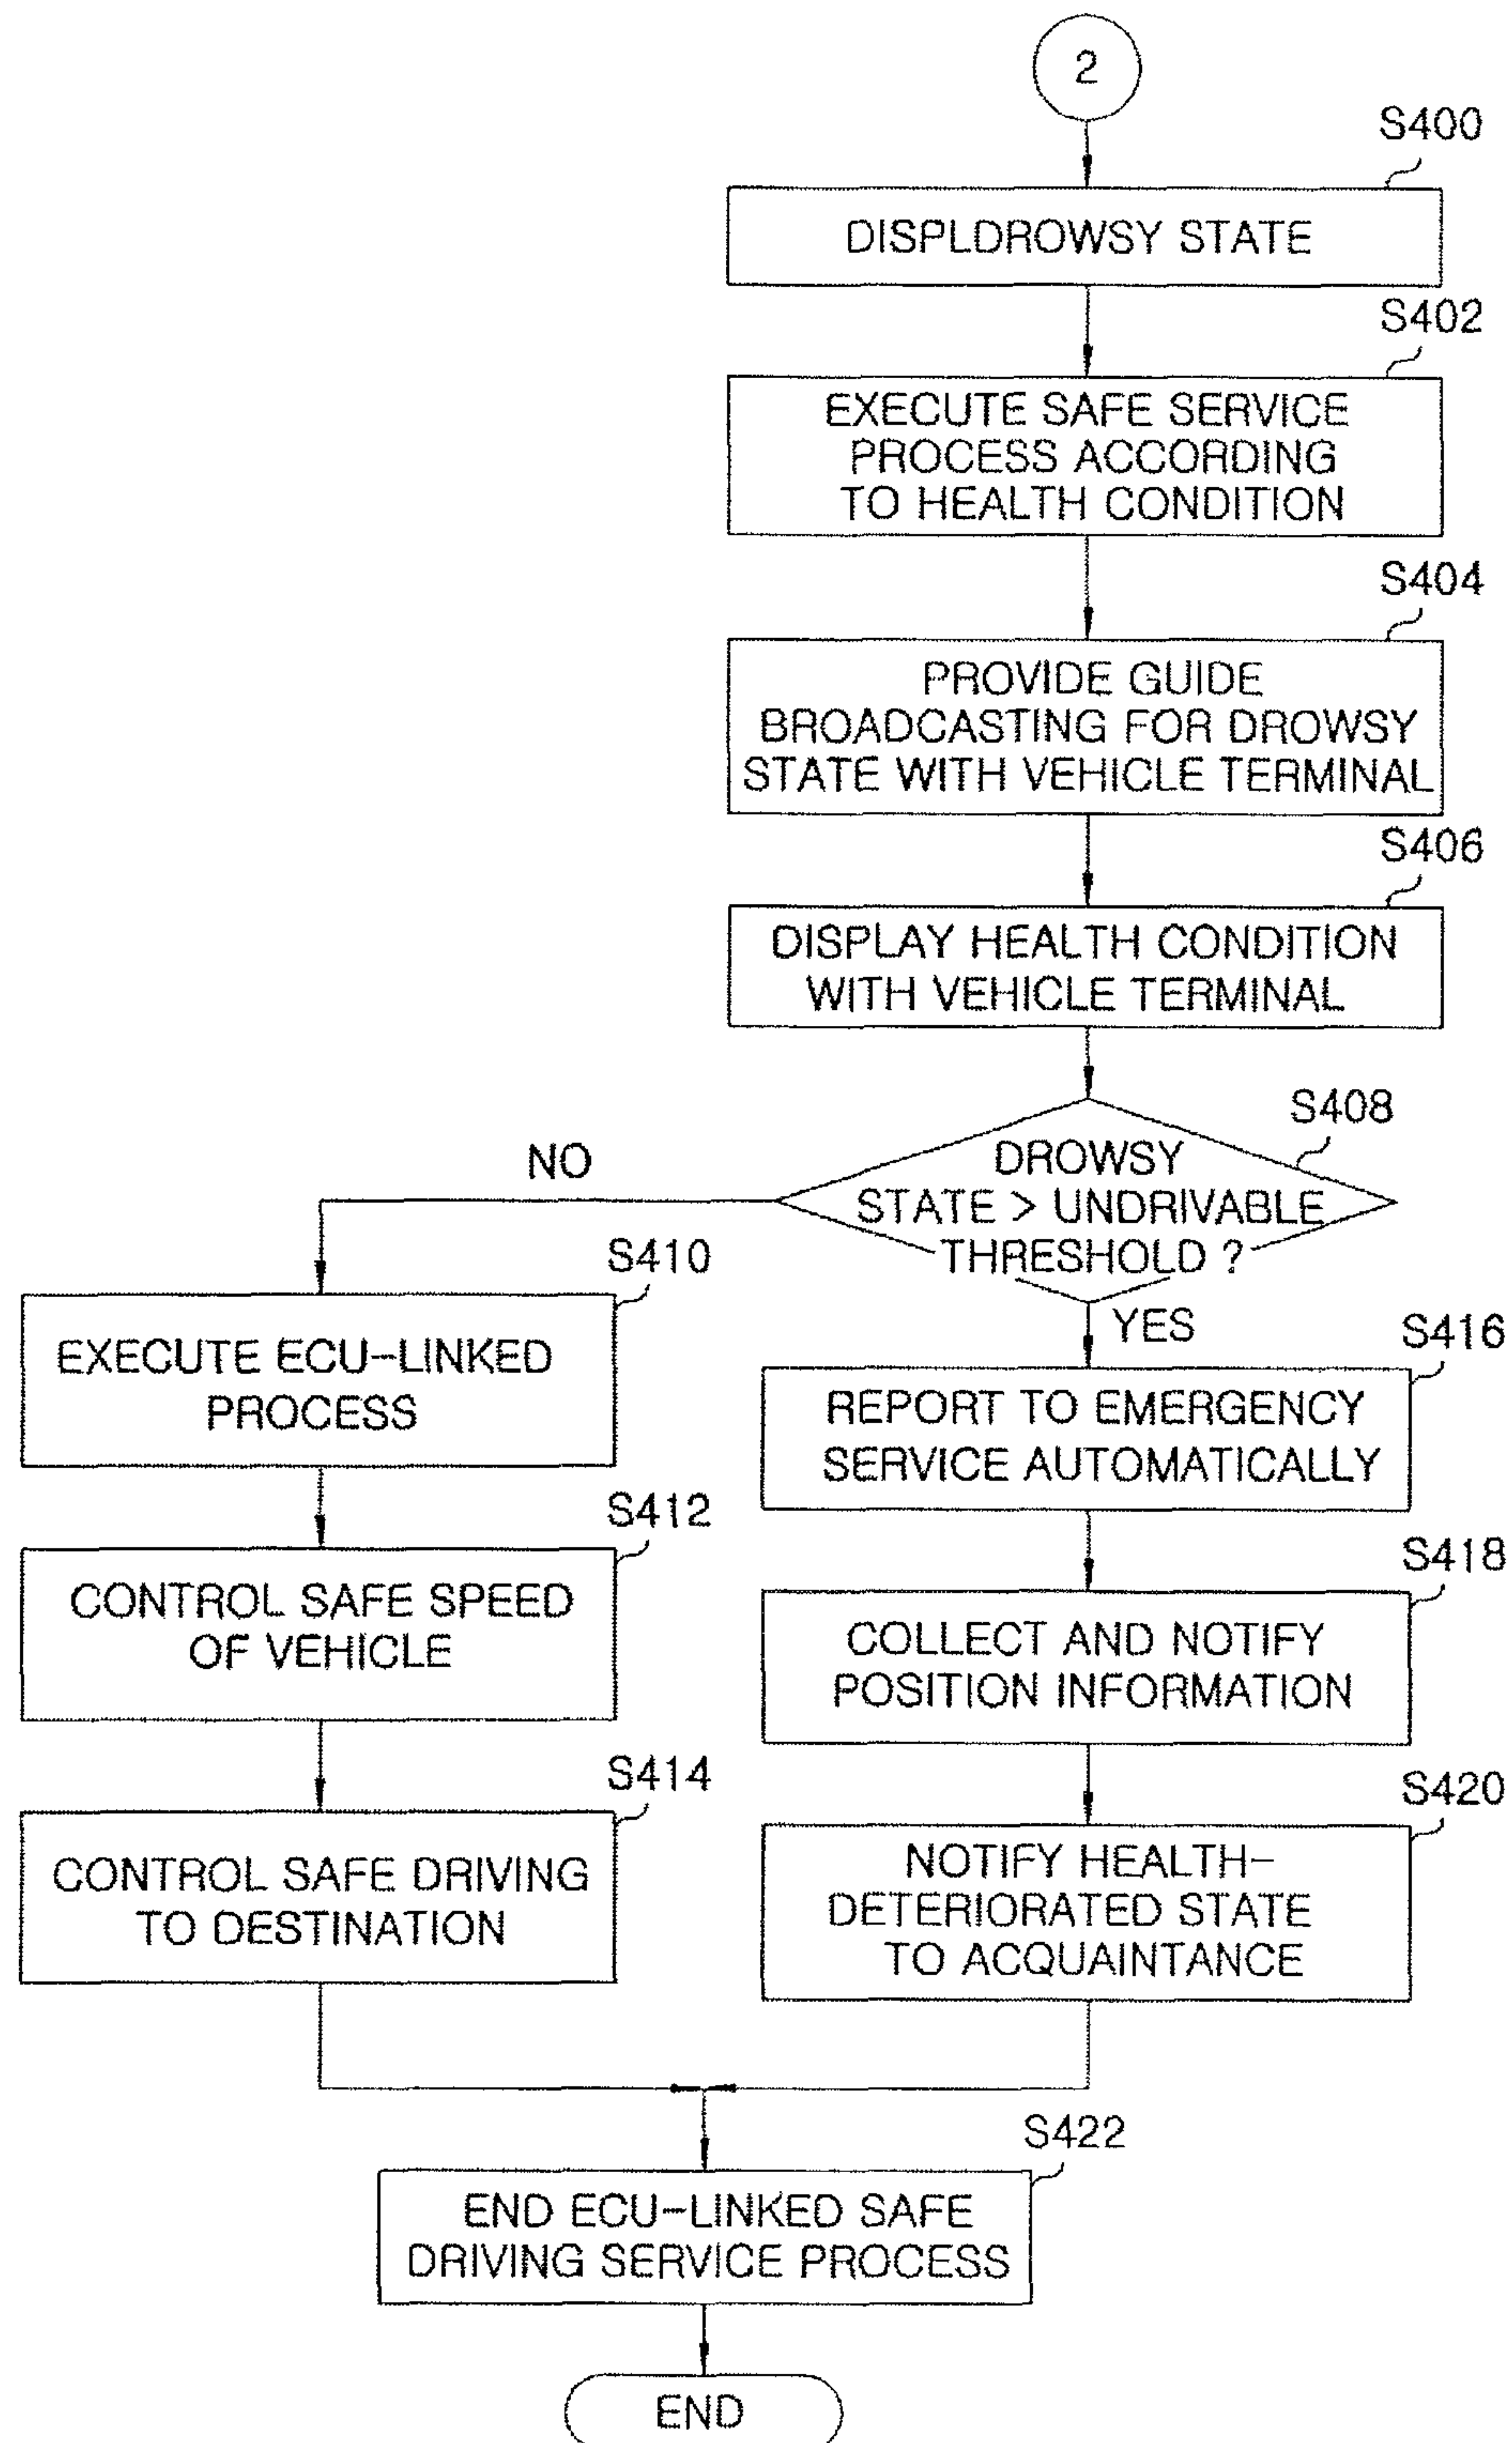 2
S400
DISPLDROWSY STATE
S402
EXECUTE SAFE SERVICE
PROCESS ACCORDING
TO HEALTH CONDITION
S404
PROVIDE GUIDE
BROADCASTING FOR DROWSY
STATE WITH VEHICLE TERMINAL
S406
DISPLAY HEALTH CONDITION
WITH VEHICLE TERMINAL
S408
DROWSY
STATE > UNDRIVABLE
THRESHOLD ?
NO
YES
S410
EXECUTE ECU-LINKED
PROCESS
S412
CONTROL SAFE SPEED
OF VEHICLE
S414
CONTROL SAFE DRIVING
TO DESTINATION
S416
REPORT TO EMERGENCY
SERVICE AUTOMATICALLY
S418
COLLECT AND NOTIFY
POSITION INFORMATION
S420
NOTIFY HEALTH-
DETERIORATED STATE
TO ACQUAINTANCE
S422
END ECU-LINKED SAFE
DRIVING SERVICE PROCESS
END